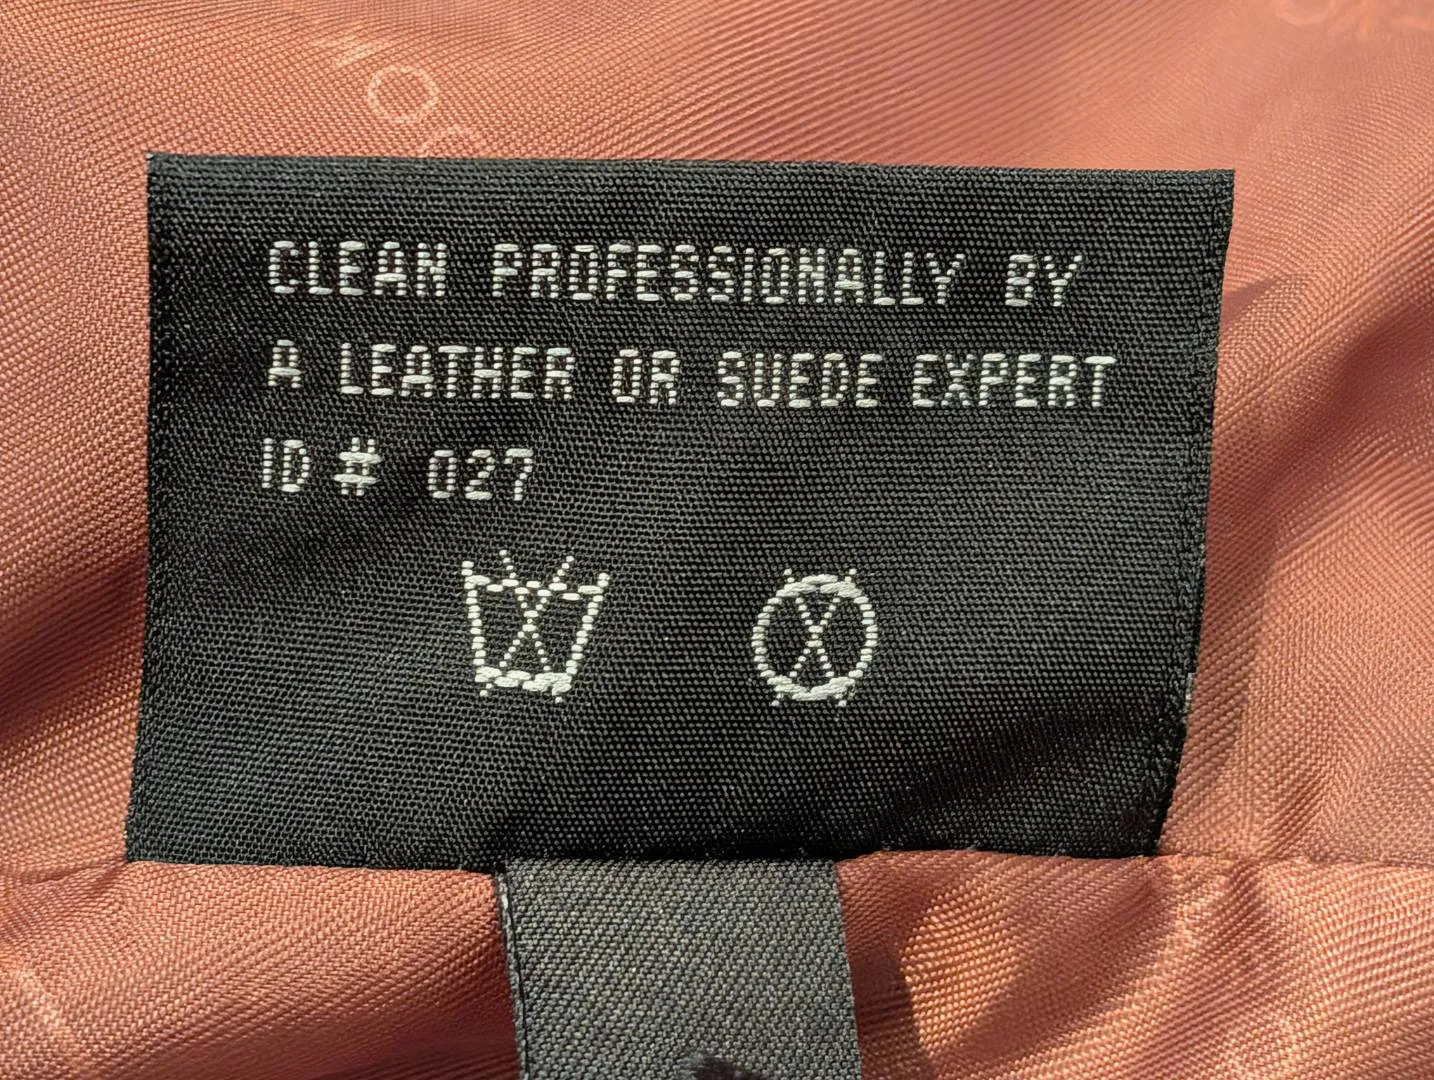 CLEAN PROFESSIONALLY BY
A LEATHER OR SUEDE EXPERT
ID # 027